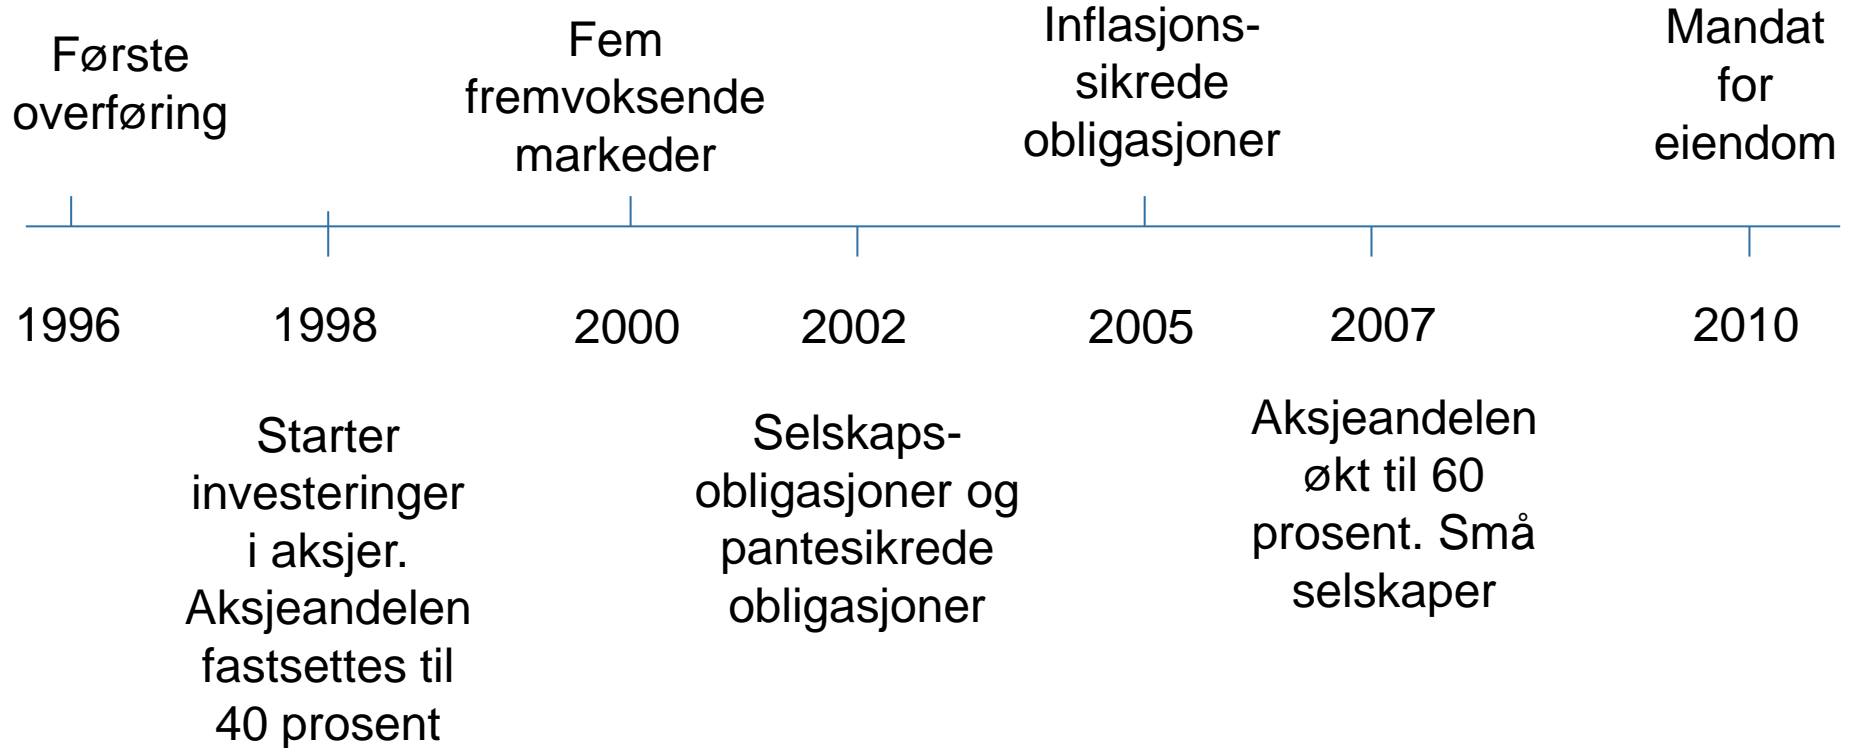 Første
overføring
Fem
fremvoksende
markeder
Inflasjons-
sikrede
obligasjoner
Mandat
for
eiendom
1996
1998
2000
2002
2005
2007
2010
Starter
investeringer
i aksjer.
Aksjeandelen
fastsettes til
40 prosent
Selskaps-
obligasjoner og
pantesikrede
obligasjoner
Aksjeandelen
økt til 60
prosent. Små
selskaper